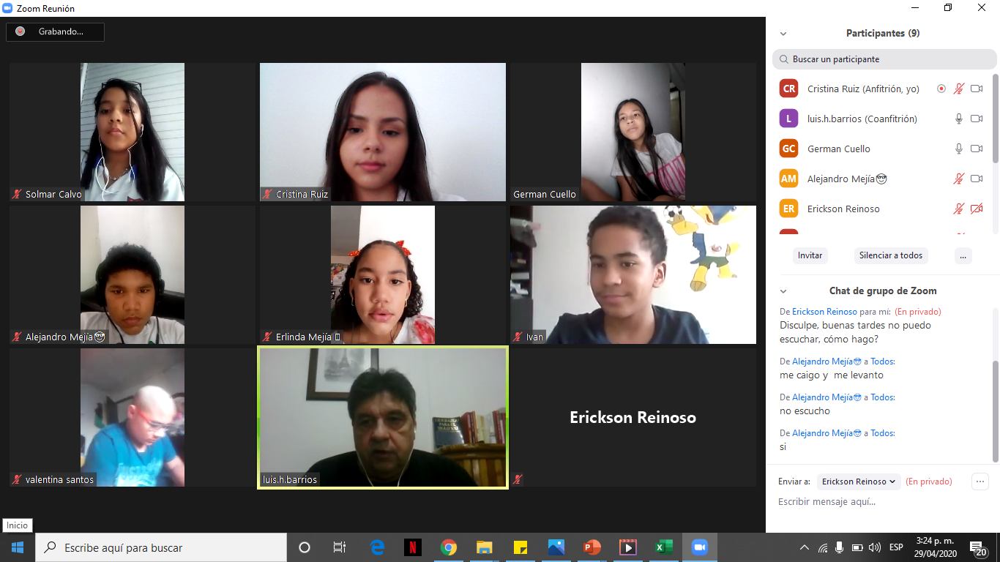 Zoom Reunión
Grabando...
Solmar Calvo
Cristina Ruiz
German Cuello
Alejandro Mejía😎
Erlinda Mejía
Ivan
valentina santos
luis.h.barrios
LIDERAZGO
PARA EL
SIGLO XXI
Erickson Reinoso
Participantes (9)
Buscar un participante
CR Cristina Ruiz (Anfitrión, yo)
L luis.h.barrios (Coanfitrión)
GC German Cuello
AM Alejandro Mejía😎
ER Erickson Reinoso
Invitar Silenciar a todos ...
Chat de grupo de Zoom
De Erickson Reinoso para mí: (En privado)
Disculpe, buenas tardes no puedo
escuchar, cómo hago?
De Alejandro Mejía😎 a Todos:
me caigo y me levanto
De Alejandro Mejía😎 a Todos:
no escucho
De Alejandro Mejía😎 a Todos:
si
Enviar a: Erickson Reinoso (En privado) ...
Escribir mensaje aquí...
Inicio
Escribe aquí para buscar
N
ESP
3:24 p. m.
29/04/2020
20